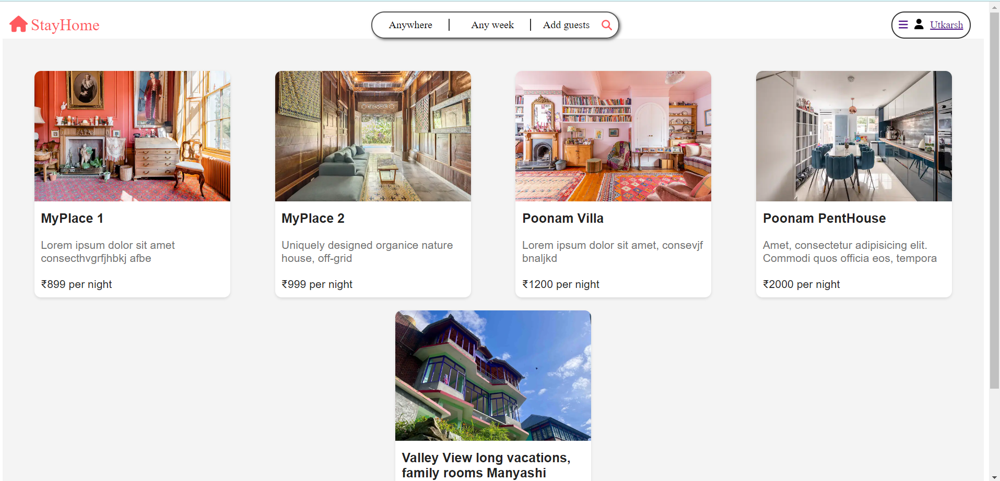 StayHome
Anywhere
Any week
Add guests
Utkarsh
MyPlace 1
Lorem ipsum dolor sit amet
consecthvgrfjhbkj afbe
₹899 per night
MyPlace 2
Uniquely designed organice nature
house, off-grid
₹999 per night
Poonam Villa
Lorem ipsum dolor sit amet, consevjf
bnaljkd
₹1200 per night
Poonam PentHouse
Amet, consectetur adipisicing elit.
Commodi quos officia eos, tempora
₹2000 per night
Valley View long vacations,
family rooms Manyashi